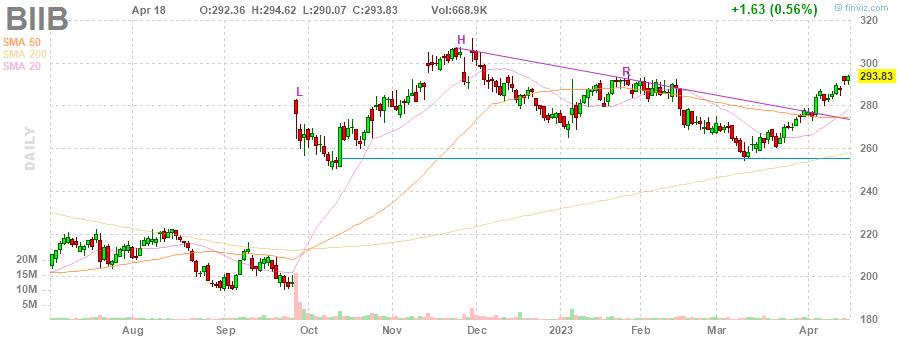 BIIB
Apr 18 O:292.36 H:294.62 L:290.07 C:293.83 Vol:668.9K +1.63 (0.56%)
© finviz.com
SMA 50
SMA 200
SMA 20
DAILY
L
H
R
320
300
293.83
280
260
240
220
200
180
20M
15M
10M
5M
Aug Sep Oct Nov Dec 2023 Feb Mar Apr